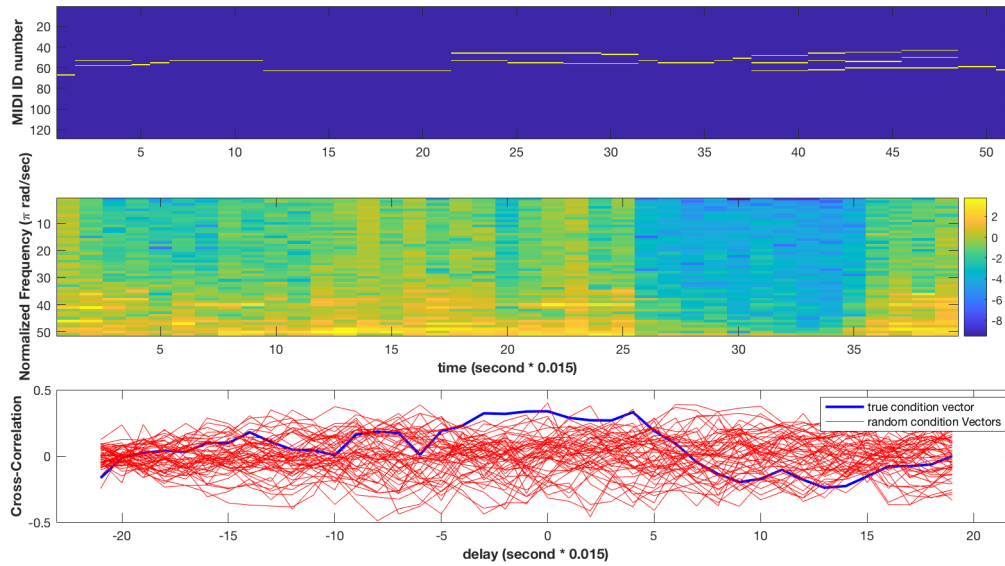 MIDI ID number
20
40
60
80
100
120
5 10 15 20 25 30 35 40 45 50
Normalized Frequency (π rad/sec)
10
20
30
40
50
5 10 15 20 25 30 35
time (second * 0.015)
2
0
-2
-4
-6
-8
Cross-Correlation
0.5
0
-0.5
true condition vector
random condition Vectors
-20 -15 -10 -5 0 5 10 15 20
delay (second * 0.015)